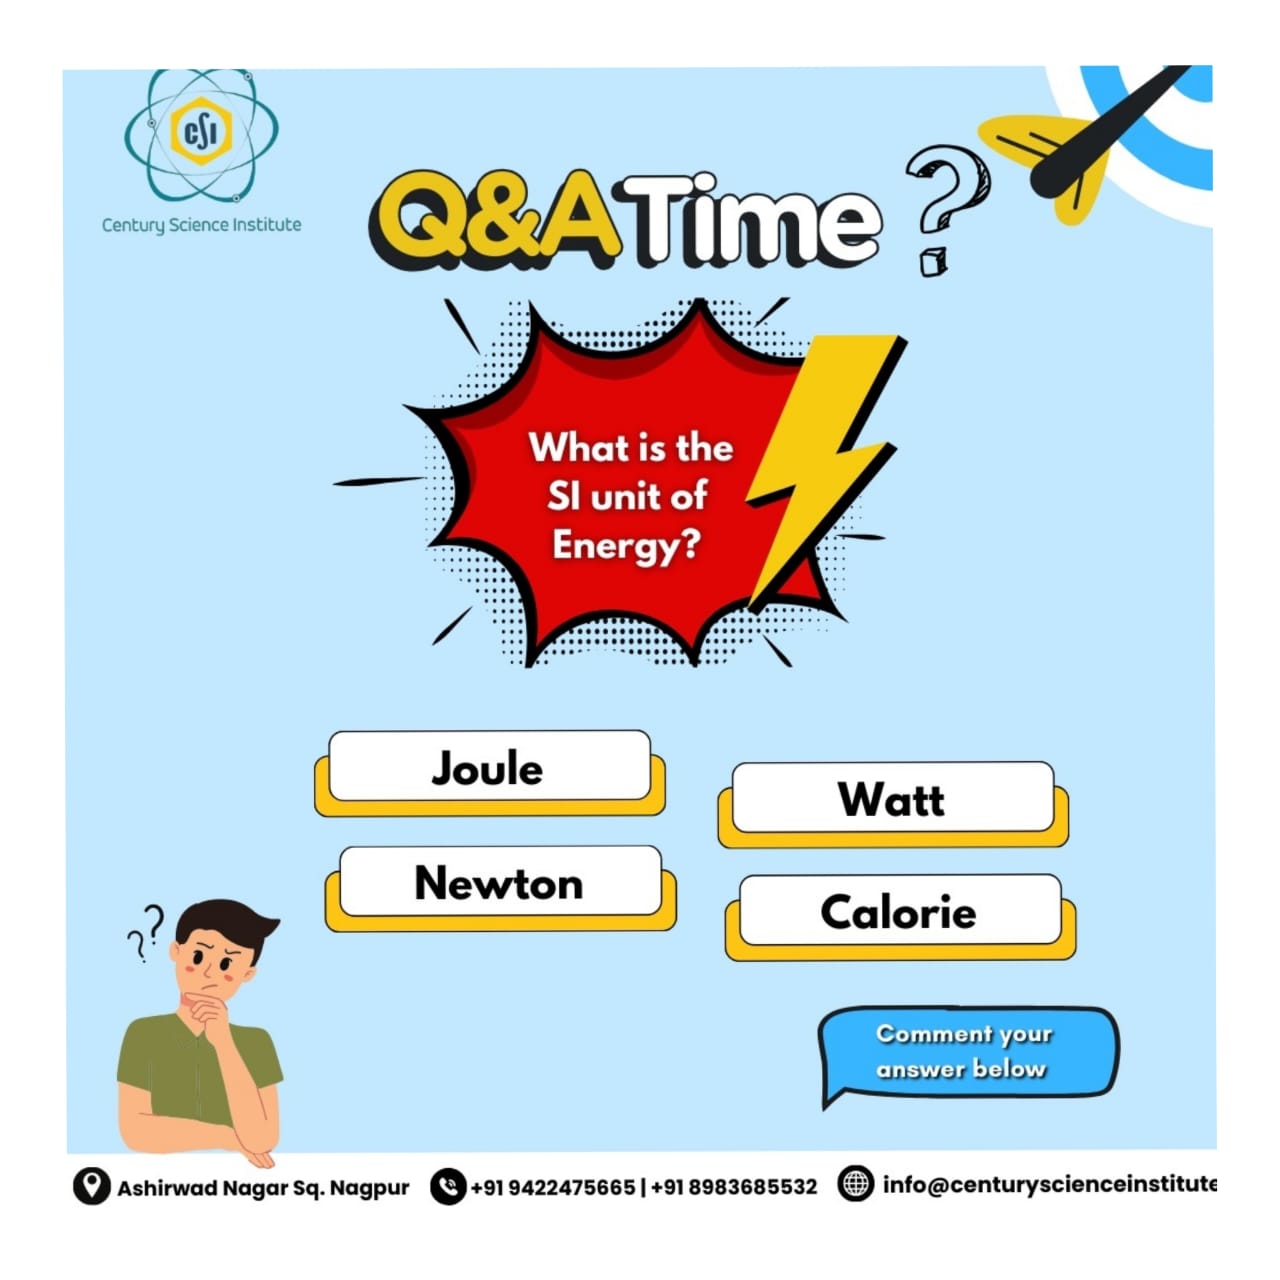 CSI
Century Science Institute
Q&A Time ?
What is the
SI unit of
Energy?
Joule
Watt
Newton
Calorie
? ?
Comment your
answer below
Ashirwad Nagar Sq. Nagpur
+91 9422475665 | +91 8983685532
info@centuryscienceinstitute